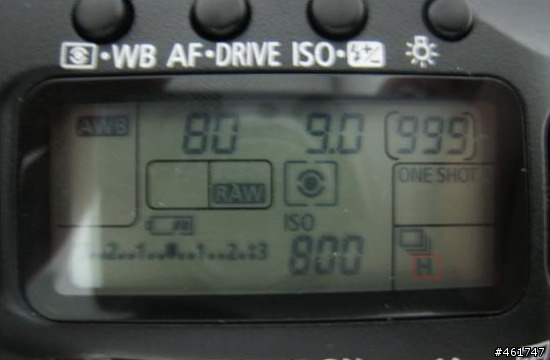 WB AF•DRIVE ISO•
AWB 80 9.0 [999]
RAW ONE SHOT
ISO
..2..1..▼..1..2.:3 800 H
#461747